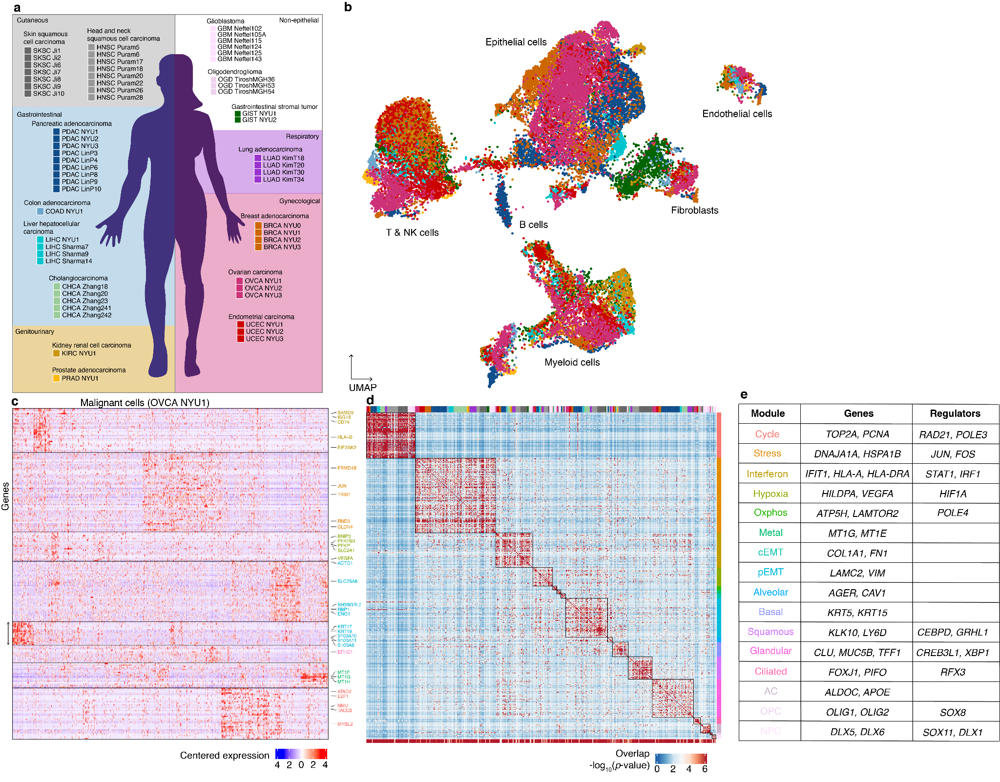 a
Cutaneous
Skin squamous
cell carcinoma
SKSC Ji1
SKSC Ji2
SKSC Ji6
SKSC Ji7
SKSC Ji8
SKSC Ji9
SKSC Ji10
Head and neck
squamous cell carcinoma
HNSC Puram5
HNSC Puram6
HNSC Puram17
HNSC Puram18
HNSC Puram20
HNSC Puram22
HNSC Puram26
HNSC Puram28
Non-epithelial
Glioblastoma
GBM Neftel102
GBM Neftel105A
GBM Neftel115
GBM Neftel124
GBM Neftel125
GBM Neftel143
Oligodendroglioma
OGD TiroshMGH36
OGD TiroshMGH53
OGD TiroshMGH54
Gastrointestinal stromal tumor
GIST NYU1
GIST NYU2
Gastrointestinal
Pancreatic adenocarcinoma
PDAC NYU1
PDAC NYU2
PDAC NYU3
PDAC LinP3
PDAC LinP4
PDAC LinP6
PDAC LinP8
PDAC LinP9
PDAC LinP10
Colon adenocarcinoma
COAD NYU1
Liver hepatocellular
carcinoma
LIHC NYU1
LIHC Sharma7
LIHC Sharma9
LIHC Sharma14
Cholangiocarcinoma
CHCA Zhang18
CHCA Zhang20
CHCA Zhang23
CHCA Zhang241
CHCA Zhang242
Respiratory
Lung adenocarcinoma
LUAD KimT18
LUAD KimT20
LUAD KimT30
LUAD KimT34
Gynecological
Breast adenocarcinoma
BRCA NYU0
BRCA NYU1
BRCA NYU2
BRCA NYU3
Ovarian carcinoma
OVCA NYU1
OVCA NYU2
OVCA NYU3
Endometrial carcinoma
UCEC NYU1
UCEC NYU2
UCEC NYU3
Genitourinary
Kidney renal cell carcinoma
KIRC NYU1
Prostate adenocarcinoma
PRAD NYU1
b
Epithelial cells
Endothelial cells
Fibroblasts
T & NK cells
B cells
Myeloid cells
UMAP
c
Malignant cells (OVCA NYU1)
Genes
SAMD9
ISG15
CD74
HLA-B
EIF2AK2
FRMD4B
JUN
TRIB1
RND3
CLDN4
BNIP3
PFKFB3
PFKP
SLC2A1
VEGFA
ACTG1
SLC25A6
SH3BGRL3
RBP1
ENO1
KRT17
KRT19
S100A10
S100A11
S100A6
EFHC1
MT1F
MT1G
MT1H
ATAD2
E2F1
NMU
TACC3
MYBL2
Centered expression
4 2 0 2 4
d
Overlap
-log10(p-value)
0 2 4 6
e
Module Genes Regulators
Cycle TOP2A, PCNA RAD21, POLE3
Stress DNAJA1A, HSPA1B JUN, FOS
Interferon IFIT1, HLA-A, HLA-DRA STAT1, IRF1
Hypoxia HILDPA, VEGFA HIF1A
Oxphos ATP5H, LAMTOR2 POLE4
Metal MT1G, MT1E
cEMT COL1A1, FN1
pEMT LAMC2, VIM
Alveolar AGER, CAV1
Basal KRT5, KRT15
Squamous KLK10, LY6D CEBPD, GRHL1
Glandular CLU, MUC5B, TFF1 CREB3L1, XBP1
Ciliated FOXJ1, PIFO RFX3
AC ALDOC, APOE
OPC OLIG1, OLIG2 SOX8
NPC DLX5, DLX6 SOX11, DLX1